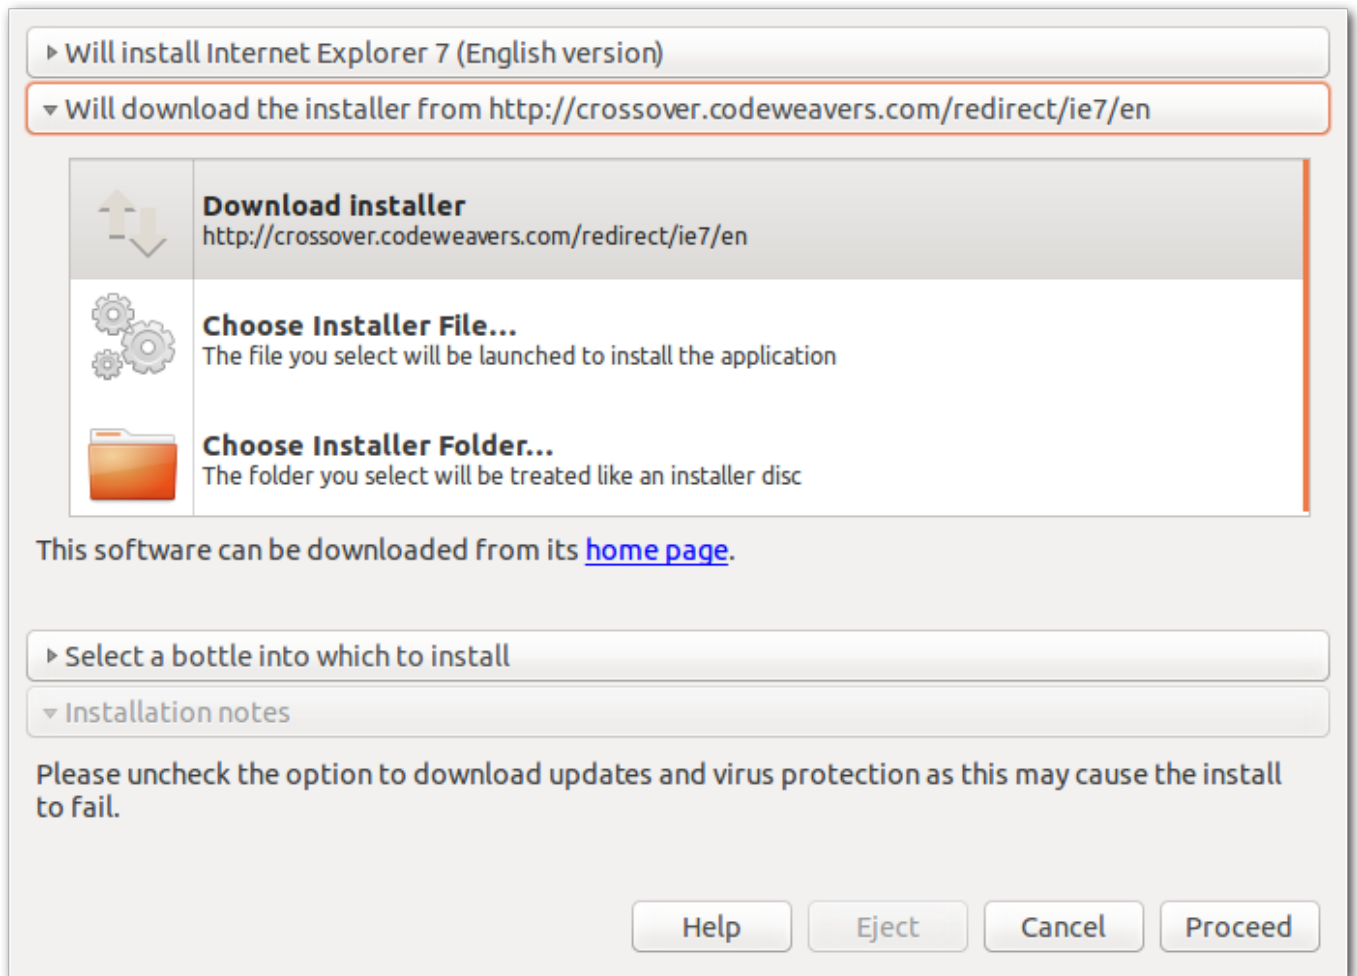 Will install Internet Explorer 7 (English version)
Will download the installer from http://crossover.codeweavers.com/redirect/ie7/en
Download installer
http://crossover.codeweavers.com/redirect/ie7/en
Choose Installer File...
The file you select will be launched to install the application
Choose Installer Folder...
The folder you select will be treated like an installer disc
This software can be downloaded from its home page.
Select a bottle into which to install
Installation notes
Please uncheck the option to download updates and virus protection as this may cause the install
to fail.
Help Eject Cancel Proceed